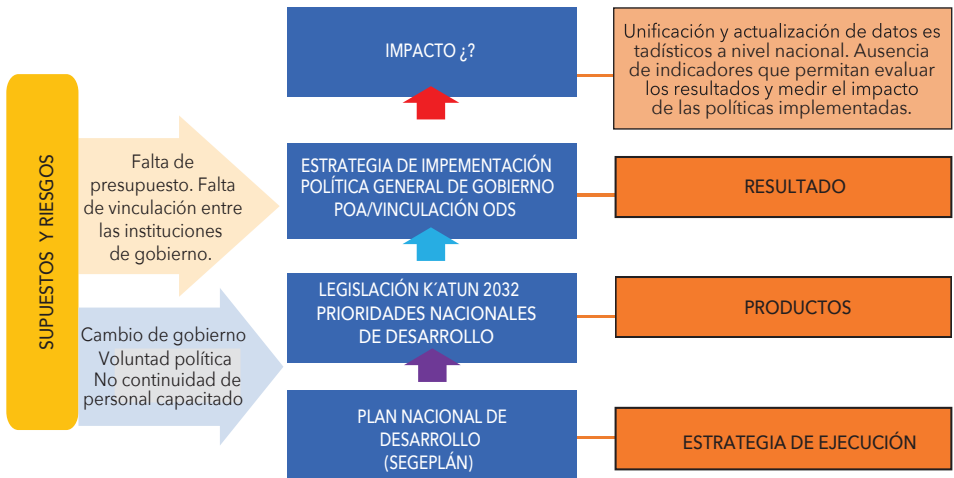 SUPUESTOS Y RIESGOS
Falta de
presupuesto. Falta
de vinculación entre
las instituciones
de gobierno.
Cambio de gobierno
Voluntad política
No continuidad de
personal capacitado
IMPACTO ¿?
ESTRATEGIA DE IMPEMENTACIÓN
POLÍTICA GENERAL DE GOBIERNO
POA/VINCULACIÓN ODS
LEGISLACIÓN K´ATUN 2032
PRIORIDADES NACIONALES
DE DESARROLLO
PLAN NACIONAL DE
DESARROLLO
(SEGEPLÁN)
Unificación y actualización de datos es
tadísticos a nivel nacional. Ausencia
de indicadores que permitan evaluar
los resultados y medir el impacto
de las políticas implementadas.
RESULTADO
PRODUCTOS
ESTRATEGIA DE EJECUCIÓN